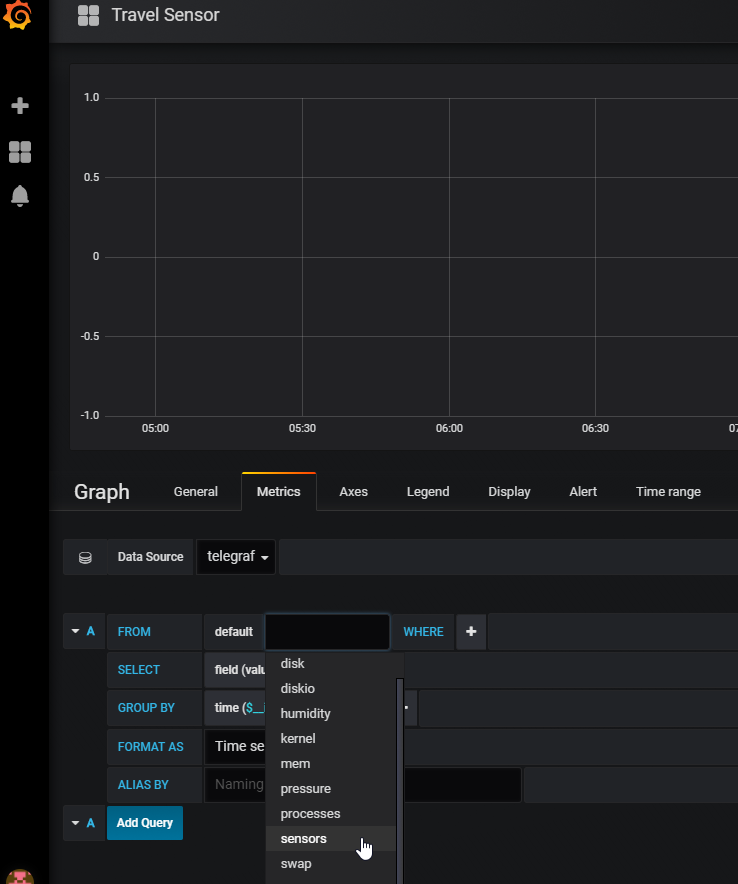 Travel Sensor
1.0
0.5
0
-0.5
-1.0
05:00 05:30 06:00 06:30 07
Graph General Metrics Axes Legend Display Alert Time range
Data Source telegraf
A FROM default WHERE +
disk
SELECT field (valu
diskio
GROUP BY time ($__
humidity
kernel
FORMAT AS Time se
mem
ALIAS BY Naming
pressure
processes
A Add Query
sensors
swap